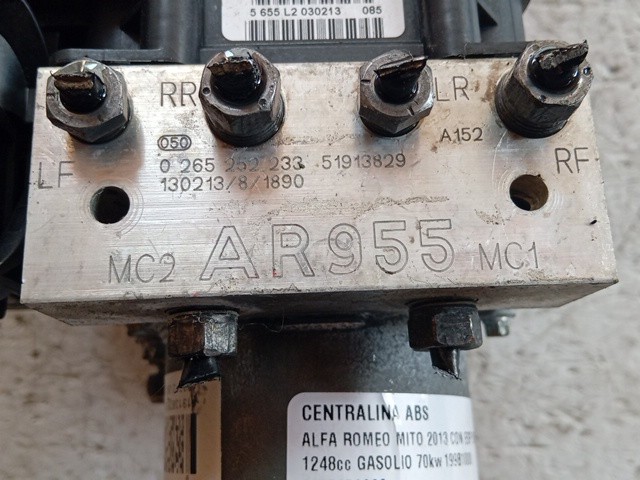 5 655 L2 030213 085
RR LR
050 A152
0 265 252 233 51913829
LF RF
130213/8/1890
MC2 AR955 MC1
CENTRALINA ABS
ALFA ROMEO MITO 2013 CON
1248cc GASOLIO 70kw